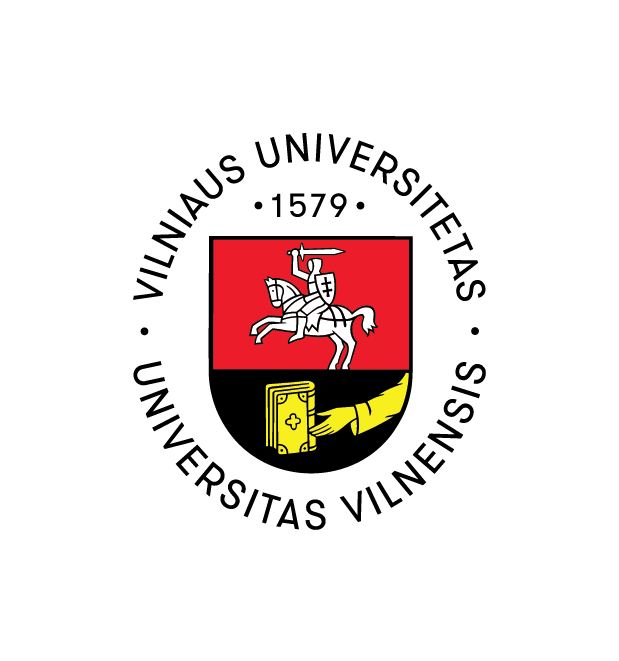 VILNIAUS UNIVERSITETAS
• 1579 •
• UNIVERSITAS VILNENSIS •